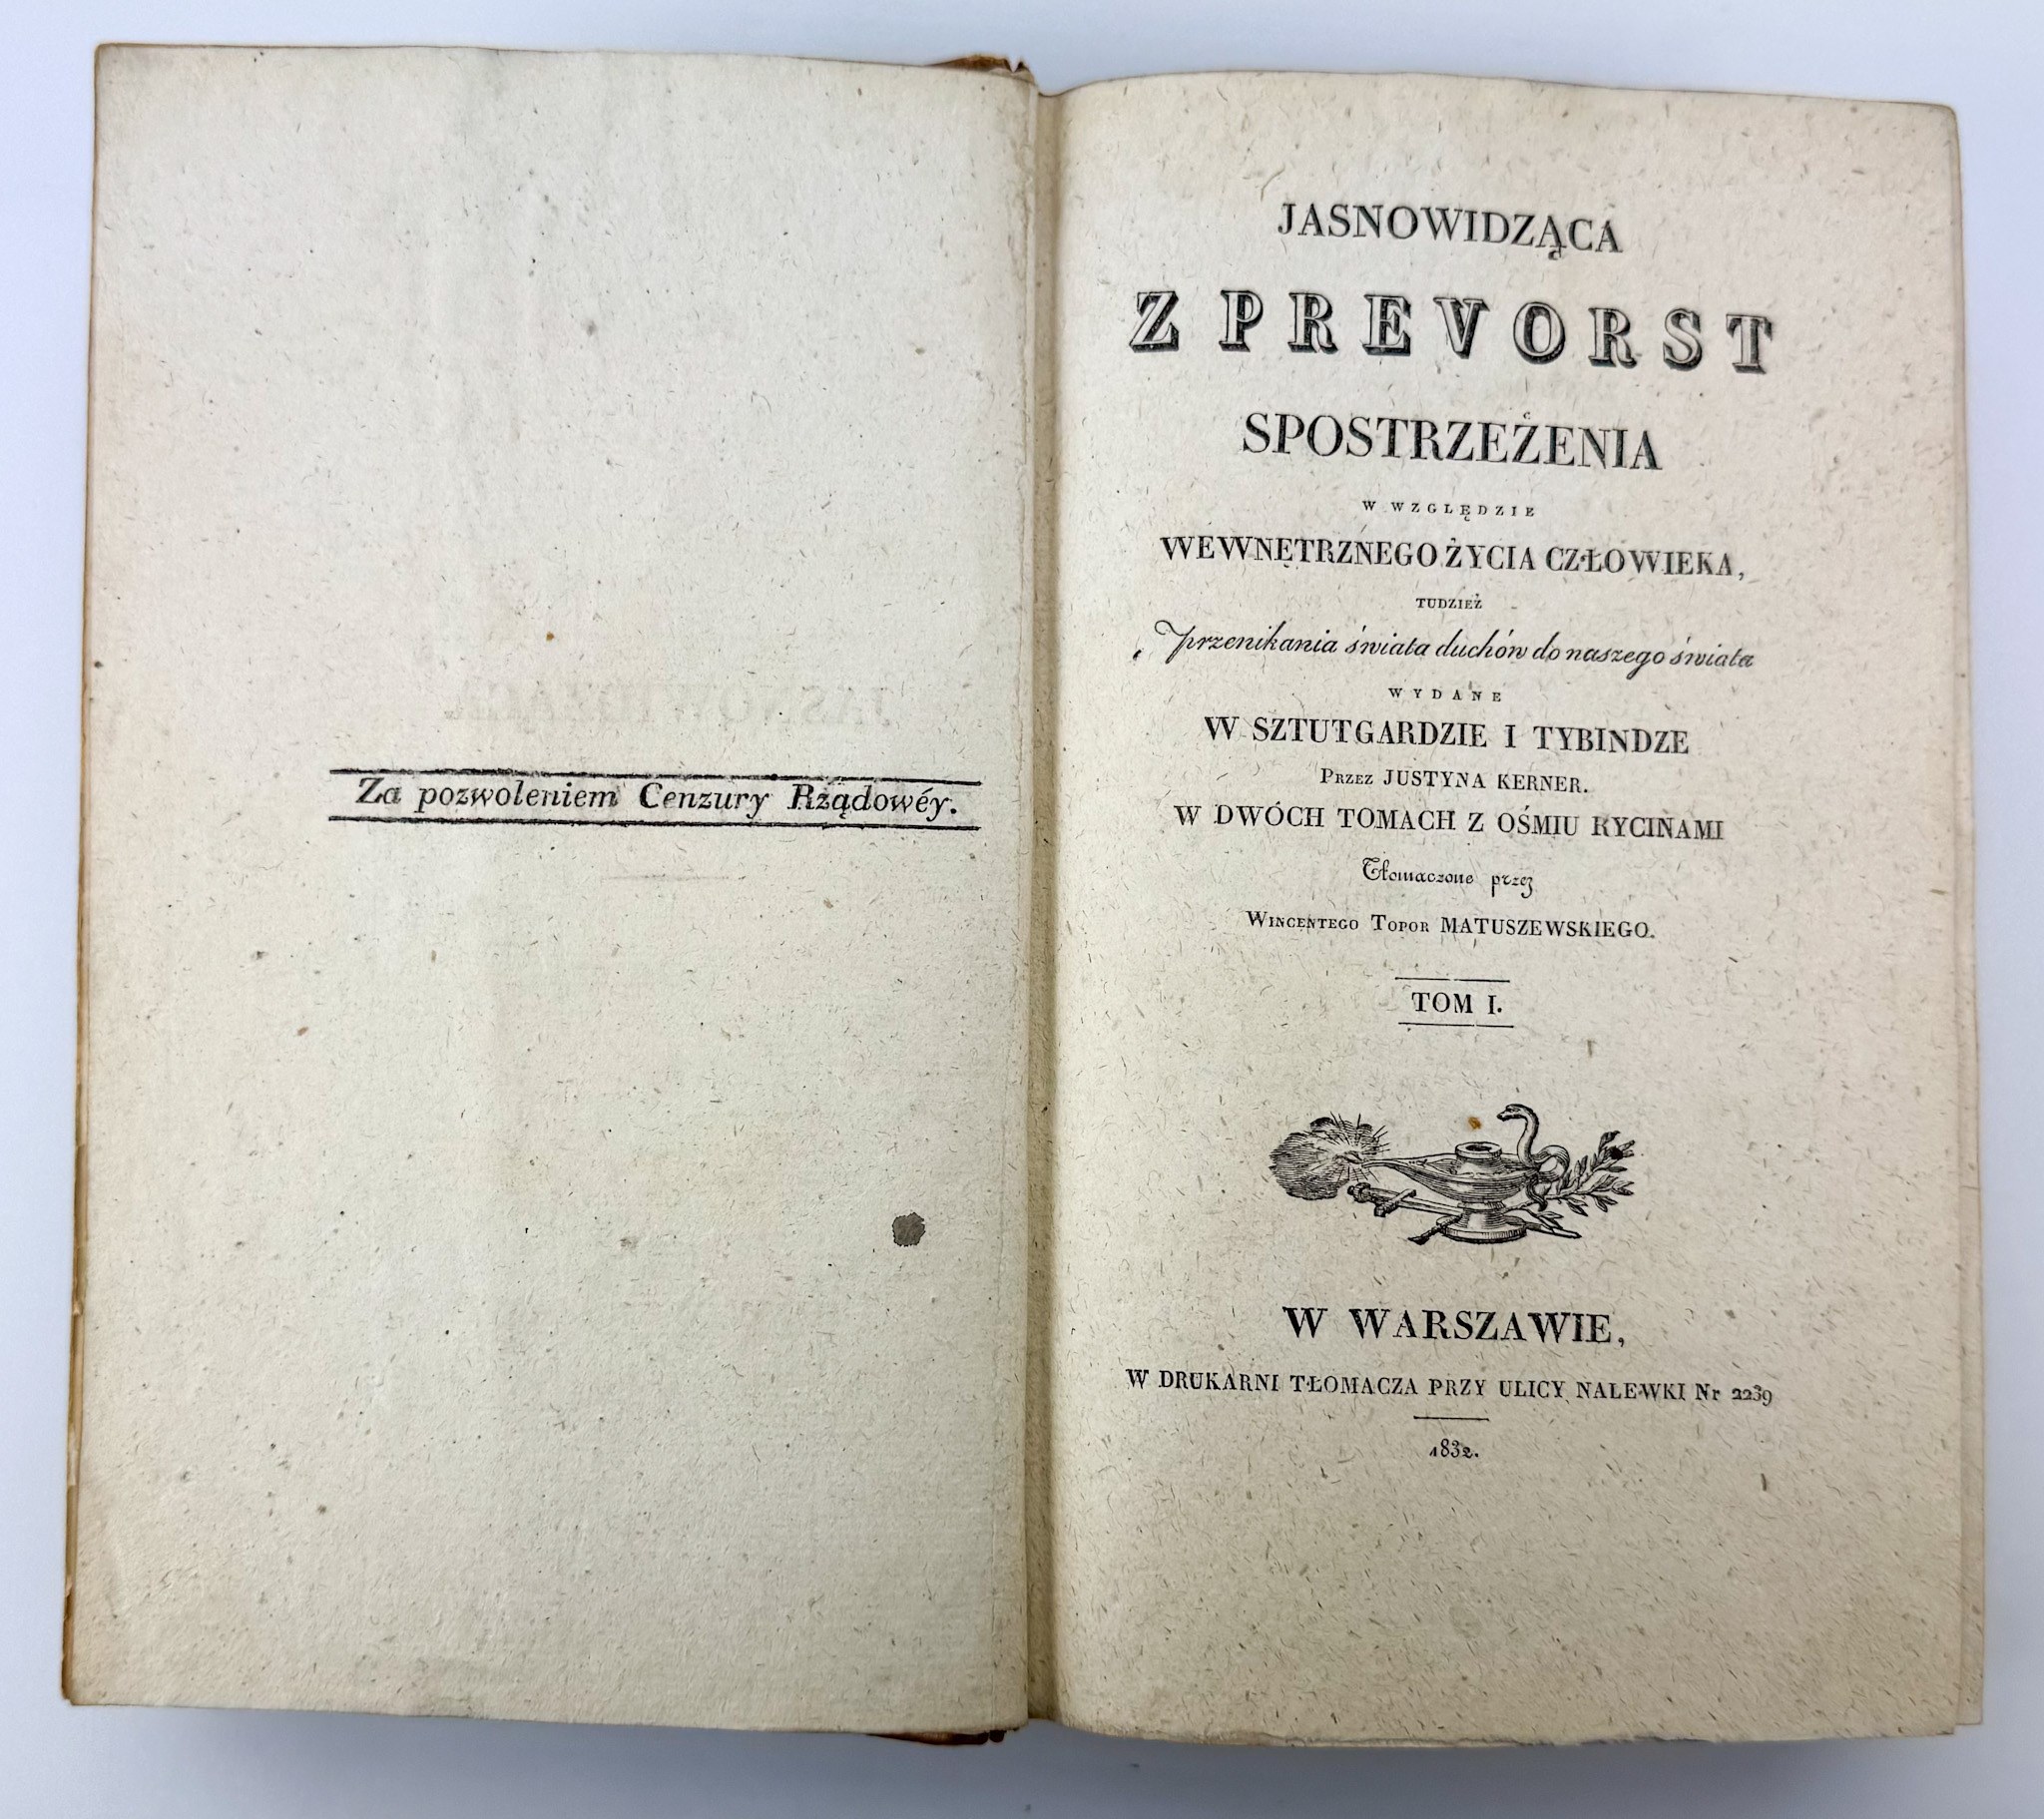 Za pozwoleniem Cenzury Rządowéy.
JASNOWIDZĄCA
Z PREVORST
SPOSTRZEŻENIA
W WZGLĘDZIE
WEWNĘTRZNEGO ŻYCIA CZŁOWIEKA,
TUDZIEŻ
przenikania świata duchów do naszego świata
WYDANE
W SZTUTGARDZIE I TYBINDZE
PRZEZ JUSTYNA KERNER.
W DWÓCH TOMACH Z OŚMIU RYCINAMI
Tłomaczone przez
WINCENTEGO TOPOR MATUSZEWSKIEGO.
TOM I.
W WARSZAWIE,
W DRUKARNI TŁOMACZA PRZY ULICY NALEWKI Nr 2239
1832.